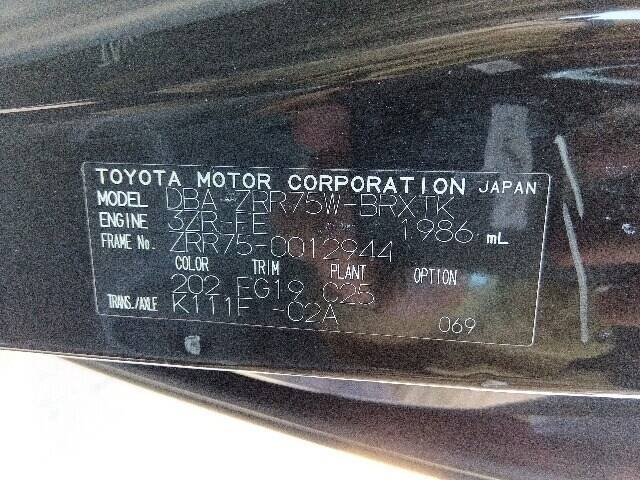 TOYOTA MOTOR CORPORATION JAPAN
MODEL DBA-ZRR75W-BRXTK
ENGINE 3ZR-FE 1986 mL
FRAME No. ZRR75-0012944
COLOR TRIM PLANT OPTION
202 FG19 C25
TRANS./AXLE K111F -02A 069